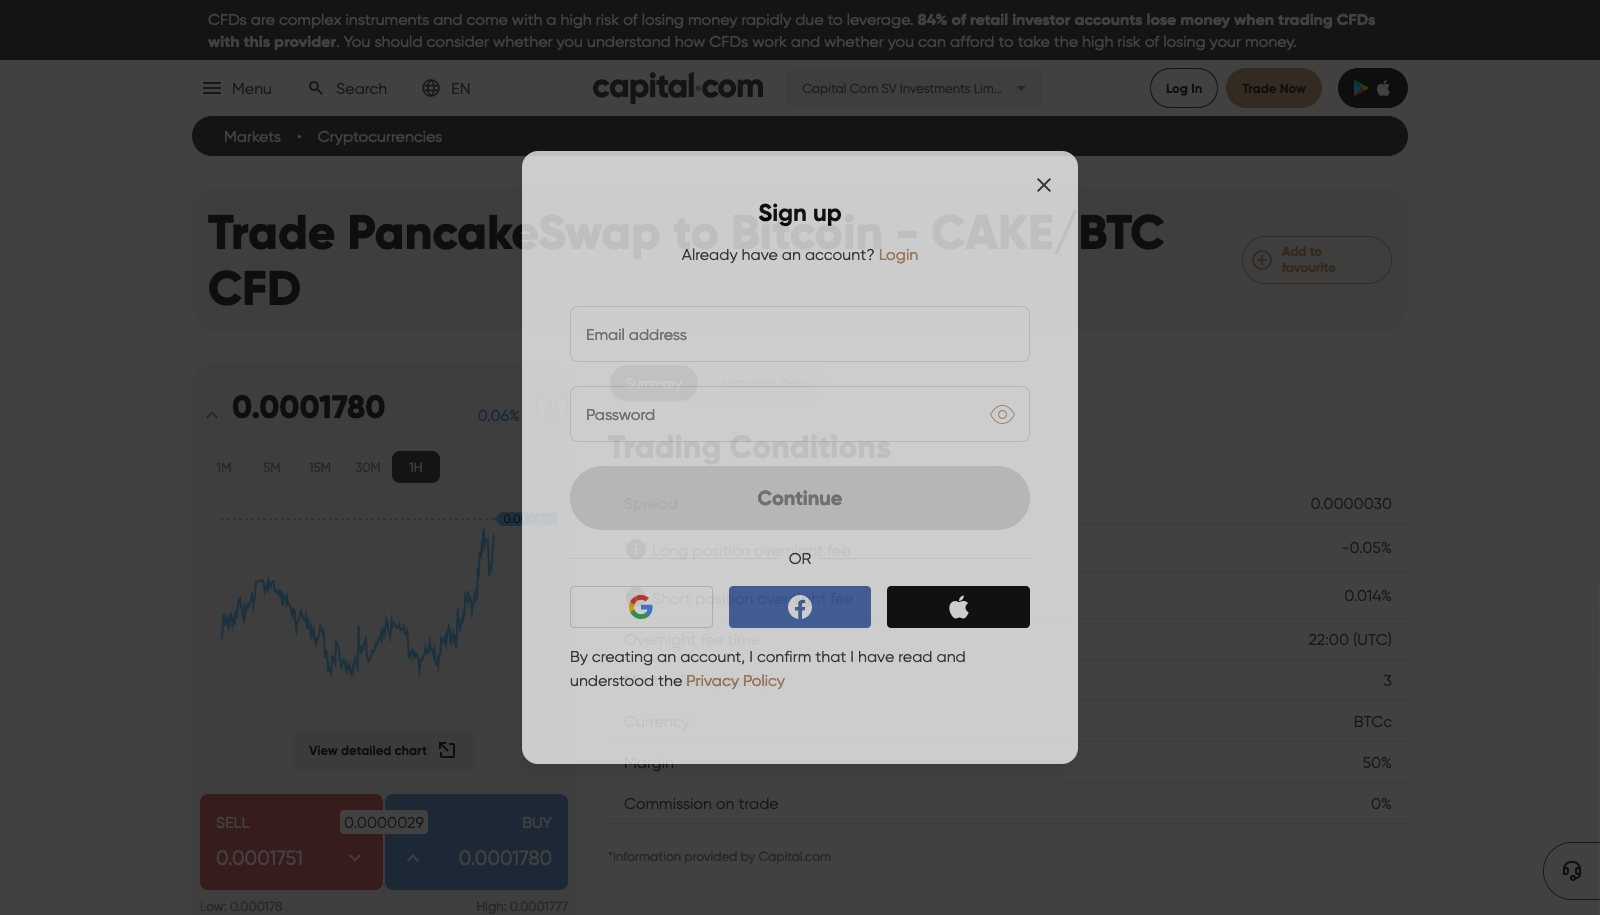 CFDs are complex instruments and come with a high risk of losing money rapidly due to leverage. 84% of retail investor accounts lose money when trading CFDs
with this provider. You should consider whether you understand how CFDs work and whether you can afford to take the high risk of losing your money.
Menu
Search
EN
capital.com
Capital Com SV Investments Lim...
Log In
Trade Now
Markets • Cryptocurrencies
Trade PancakeSwap to Bitcoin - CAKE/BTC
CFD
Add to
favourite
Sign up
Already have an account? Login
Email address
Password
Continue
OR
By creating an account, I confirm that I have read and
understood the Privacy Policy
0.0001780
0.06%
1M 5M 15M 30M 1H
View detailed chart
SELL
0.0001751
0.0000029
BUY
0.0001780
Low: 0.000178
High: 0.0001777
Summary
Historical Data
Trading Conditions
Spread 0.0000030
Long position overnight fee -0.05%
Short position overnight fee 0.014%
Overnight fee time 22:00 (UTC)
3
Currency BTCc
Margin 50%
Commission on trade 0%
*Information provided by Capital.com